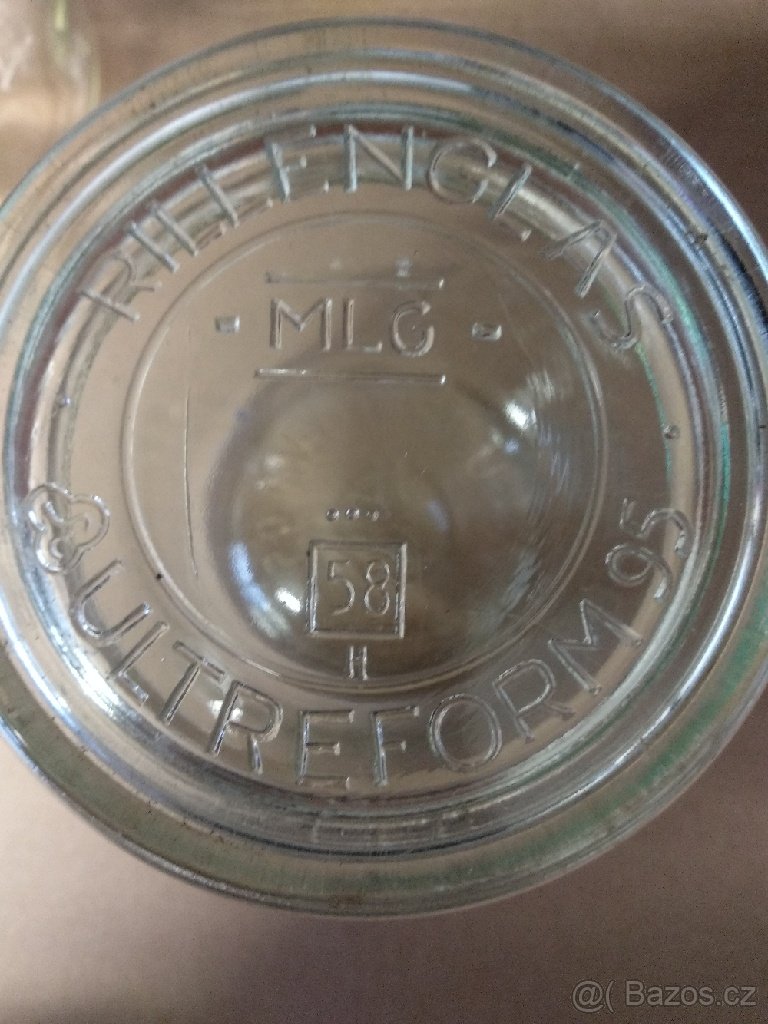 RILLENGLAS
- MLG -
58
H
ULTREFORM 95
@( Bazos.cz